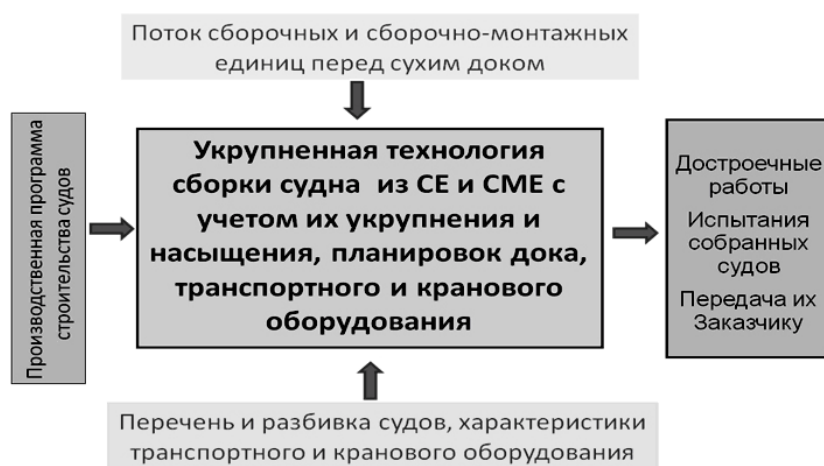 Поток сборочных и сборочно-монтажных
единиц перед сухим доком
Производственная программа
строительства судов
Укрупненная технология
сборки судна из СЕ и СМЕ с
учетом их укрупнения и
насыщения, планировок дока,
транспортного и кранового
оборудования
Достроечные
работы
Испытания
собранных
судов
Передача их
Заказчику
Перечень и разбивка судов, характеристики
транспортного и кранового оборудования